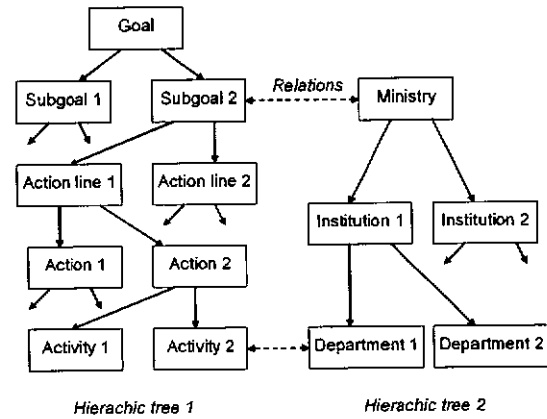 Goal
Subgoal 1
Subgoal 2
Relations
Ministry
Action line 1
Action line 2
Institution 1
Institution 2
Action 1
Action 2
Activity 1
Activity 2
Department 1
Department 2
Hierachic tree 1
Hierachic tree 2